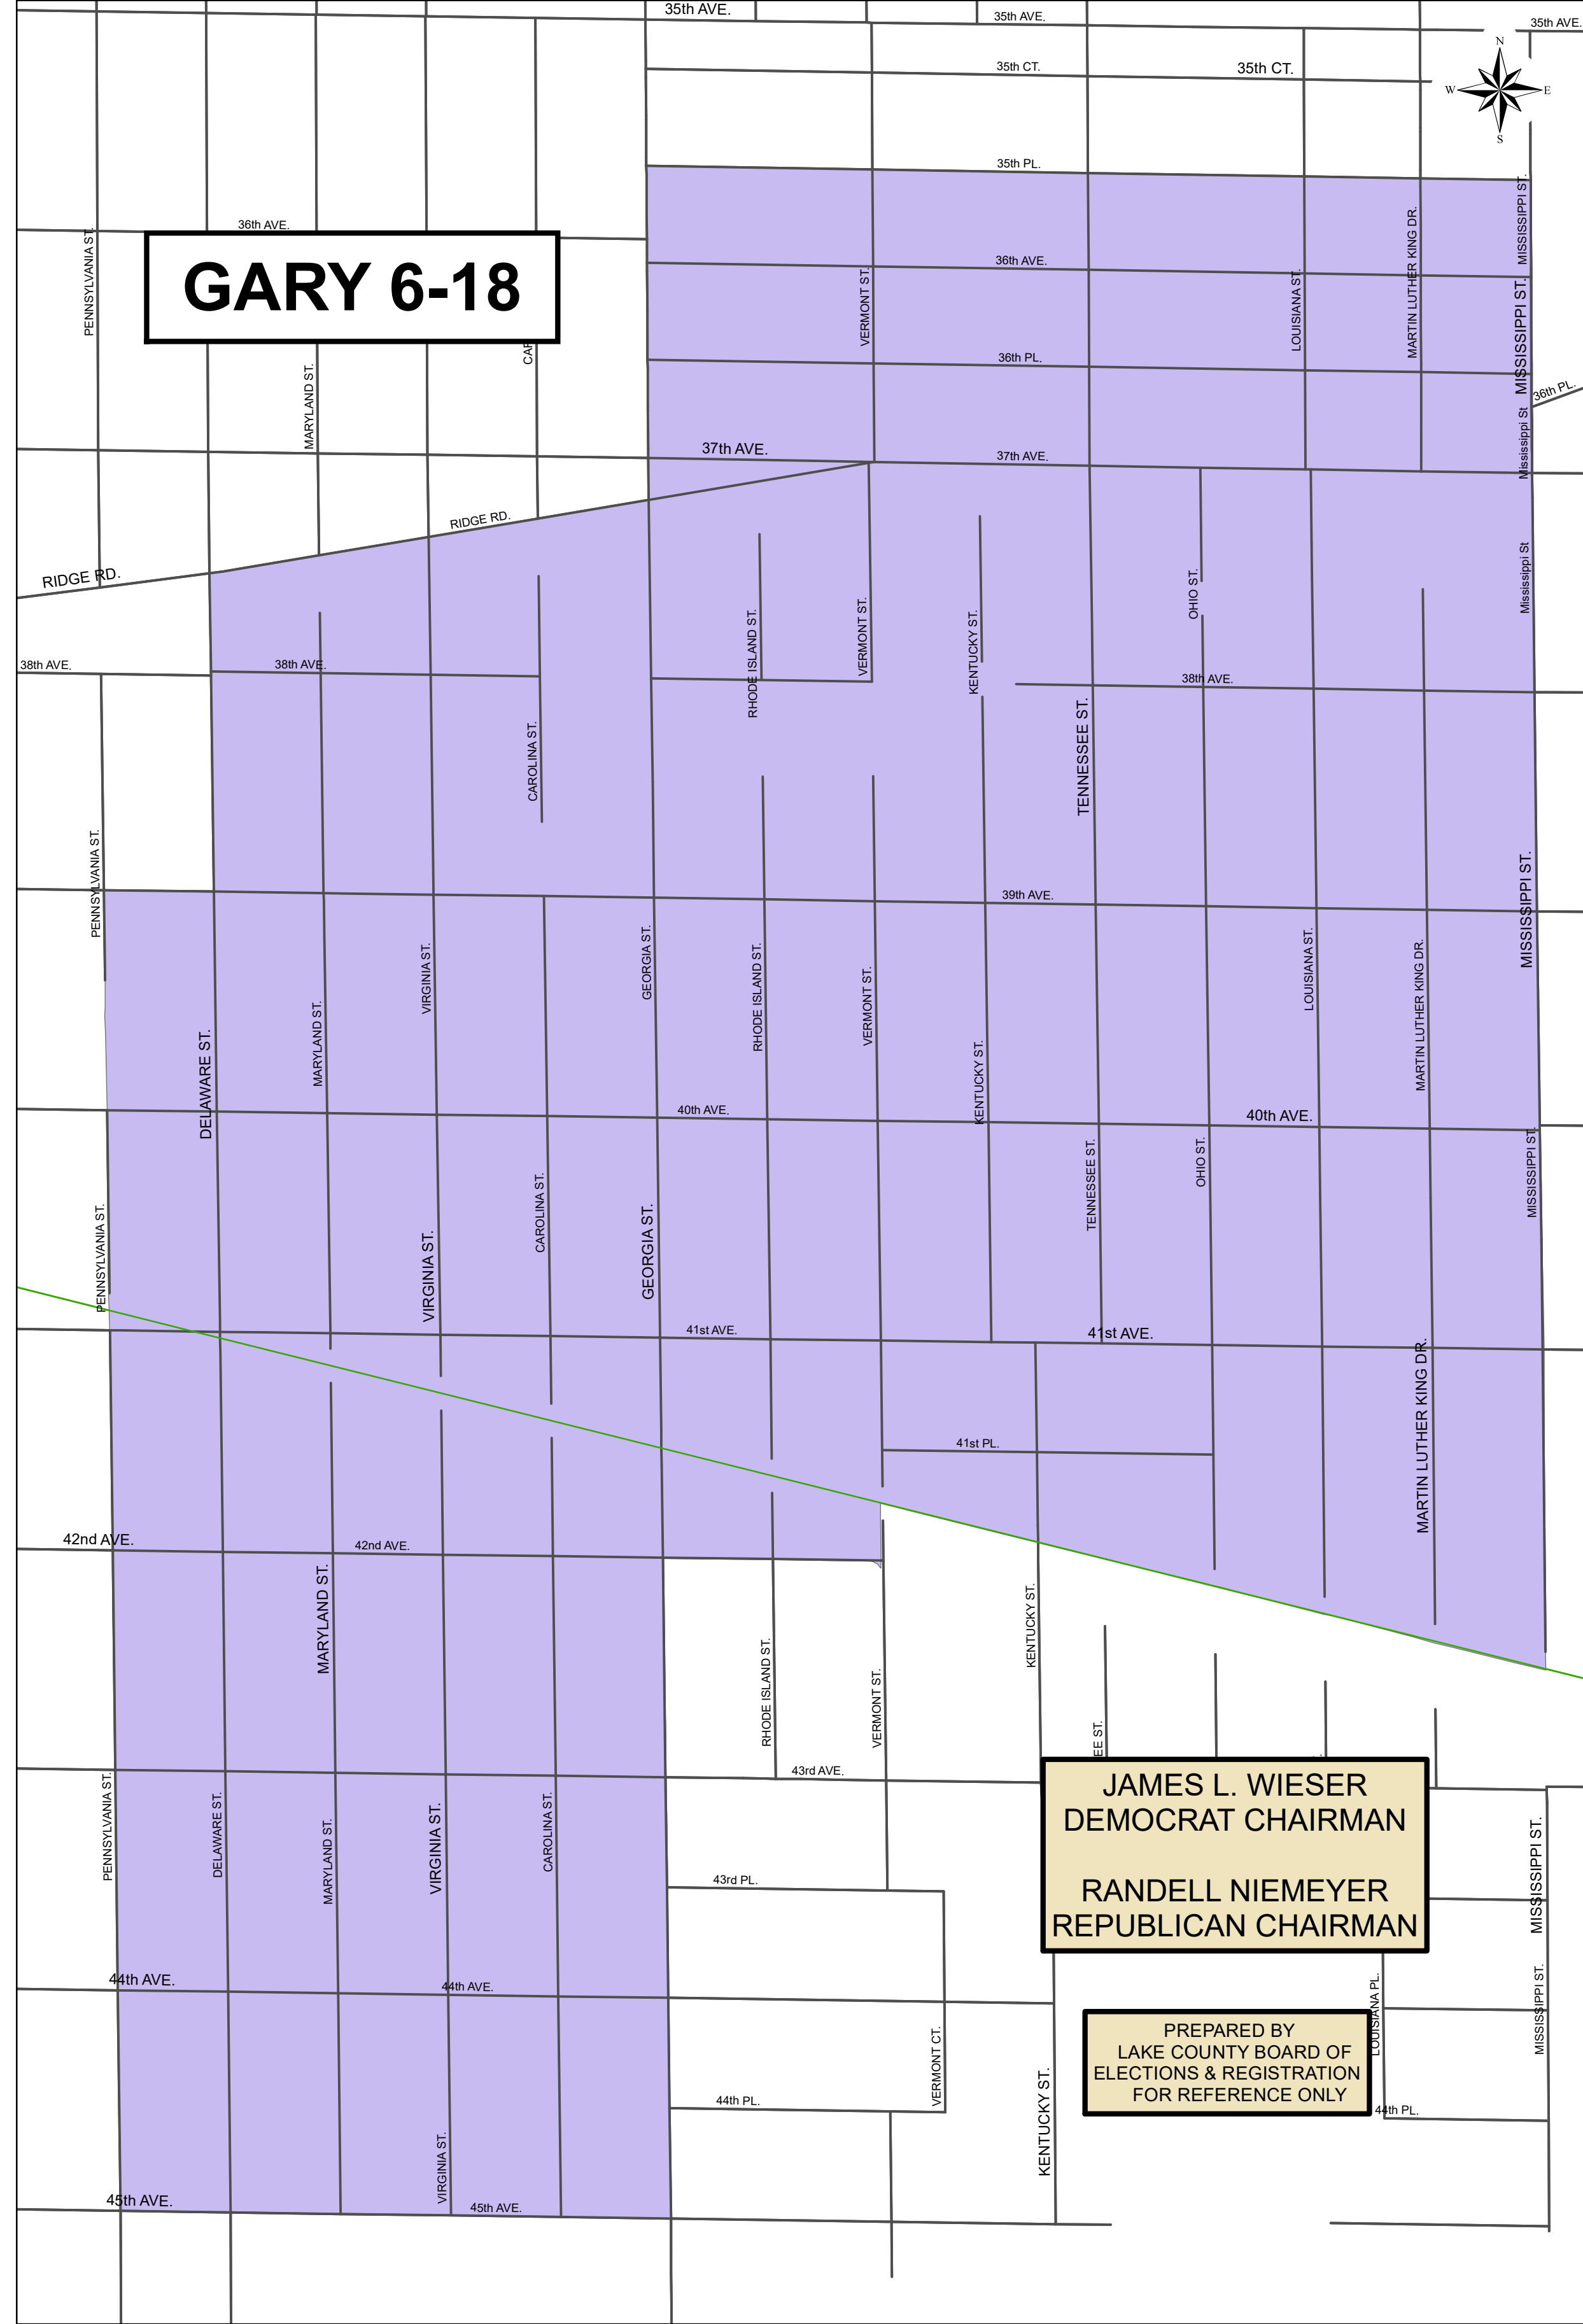 35th AVE.
35th AVE.
35th AVE.
35th CT.
35th CT.
N
W
E
S
35th PL.
MISSISSIPPI ST.
PENNSYLVANIA ST.
36th AVE.
GARY 6-18
36th AVE.
VERMONT ST.
LOUISIANA ST.
MARTIN LUTHER KING DR.
MISSISSIPPI ST.
36th PL.
36th PL.
MARYLAND ST.
CAR
Mississippi St
37th AVE.
37th AVE.
RIDGE RD.
RIDGE RD.
Mississippi St
OHIO ST.
RHODE ISLAND ST.
VERMONT ST.
KENTUCKY ST.
38th AVE.
38th AVE.
38th AVE.
CAROLINA ST.
TENNESSEE ST.
PENNSYLVANIA ST.
39th AVE.
MISSISSIPPI ST.
VIRGINIA ST.
GEORGIA ST.
RHODE ISLAND ST.
VERMONT ST.
LOUISIANA ST.
MARTIN LUTHER KING DR.
DELAWARE ST.
MARYLAND ST.
KENTUCKY ST.
40th AVE.
40th AVE.
PENNSYLVANIA ST.
VIRGINIA ST.
CAROLINA ST.
GEORGIA ST.
TENNESSEE ST.
OHIO ST.
MISSISSIPPI ST.
41st AVE.
41st AVE.
MARTIN LUTHER KING DR.
41st PL.
42nd AVE.
42nd AVE.
MARYLAND ST.
RHODE ISLAND ST.
VERMONT ST.
KENTUCKY ST.
EE ST.
43rd AVE.
PENNSYLVANIA ST.
DELAWARE ST.
MARYLAND ST.
VIRGINIA ST.
CAROLINA ST.
JAMES L. WIESER
DEMOCRAT CHAIRMAN
RANDELL NIEMEYER
REPUBLICAN CHAIRMAN
MISSISSIPPI ST.
43rd PL.
44th AVE.
44th AVE.
LOUISIANA PL.
MISSISSIPPI ST.
PREPARED BY
LAKE COUNTY BOARD OF
ELECTIONS & REGISTRATION
FOR REFERENCE ONLY
VERMONT CT.
KENTUCKY ST.
44th PL.
44th PL.
VIRGINIA ST.
45th AVE.
45th AVE.